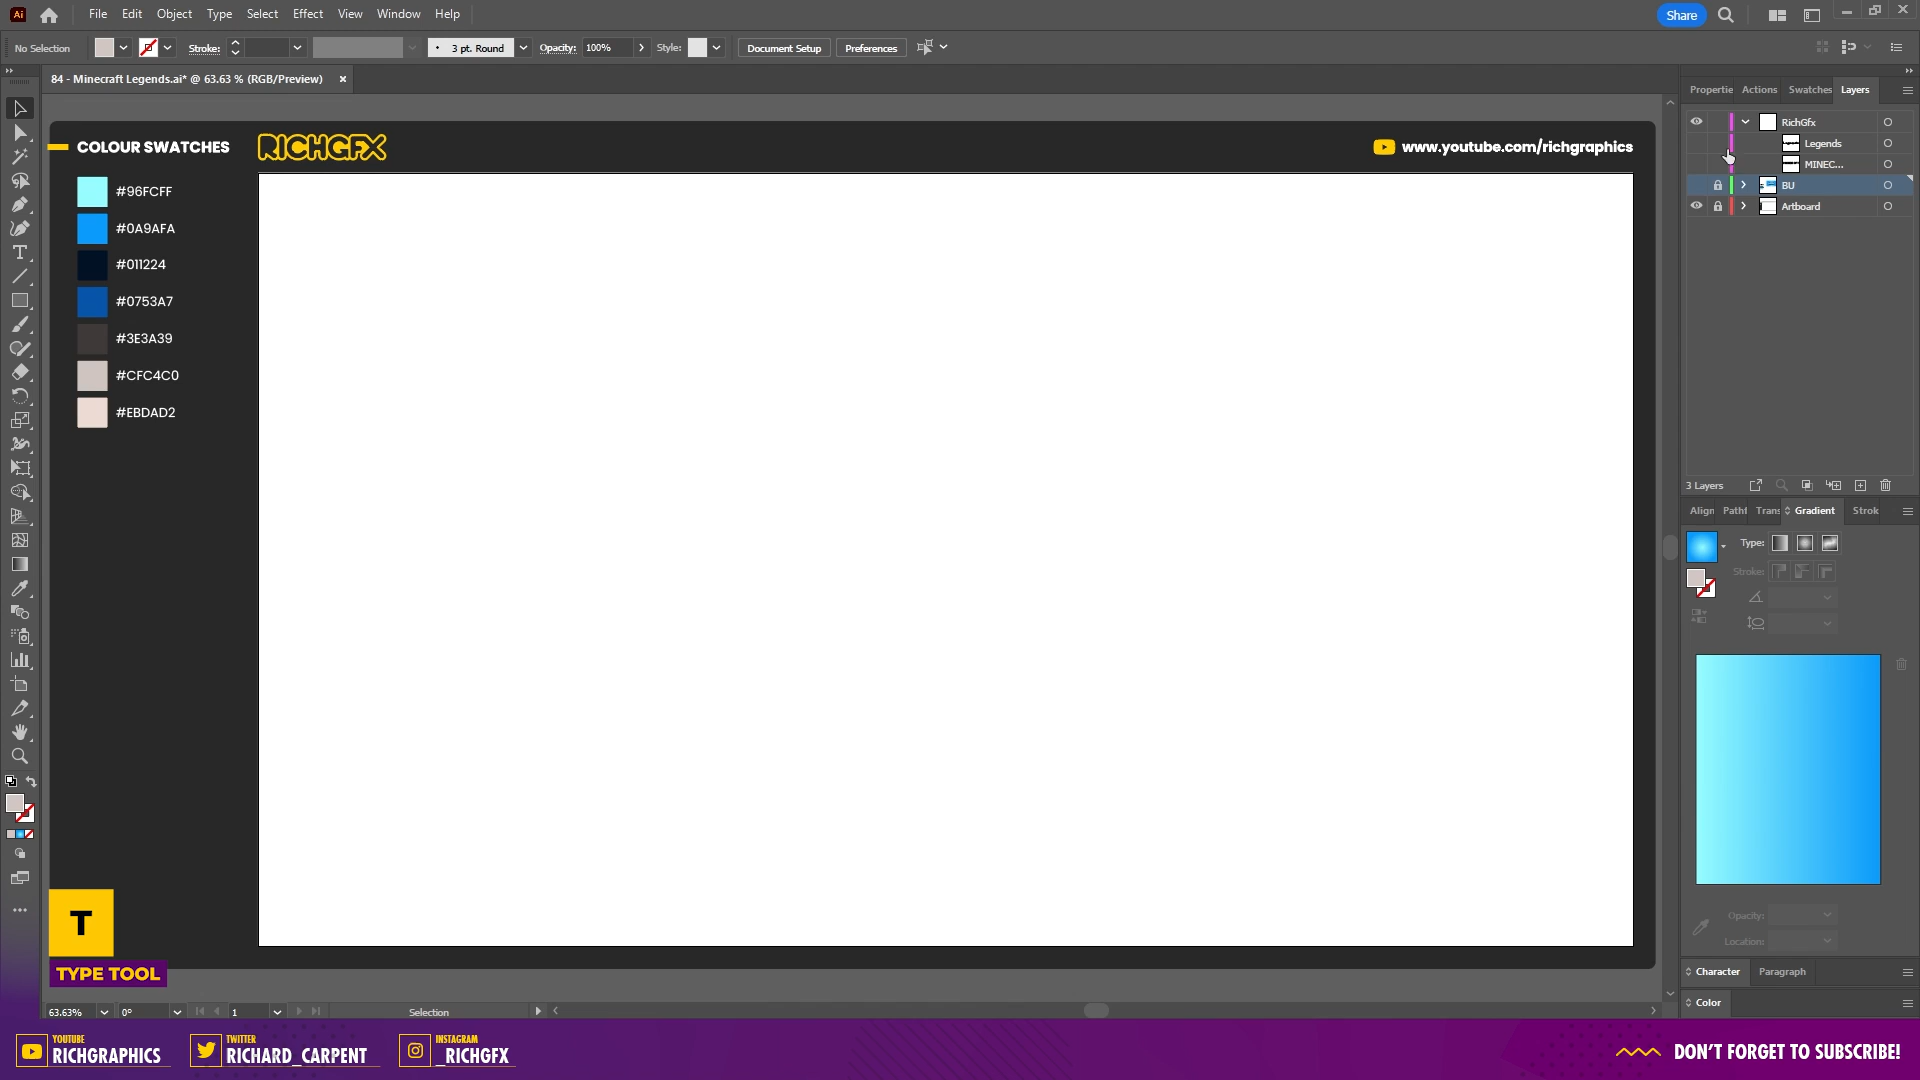 Ai File Edit Object Type Select Effect View Window Help Share
No Selection Stroke: 3 pt. Round Opacity: 100% Style: Document Setup Preferences
84 - Minecraft Legends.ai* @ 63.63 % (RGB/Preview)
Propertie Actions Swatches Layers
RichGfx
Legends
MINEC...
BU
Artboard
3 Layers
COLOUR SWATCHES
RICHGFX
www.youtube.com/richgraphics
#96FCFF
#0A9AFA
#011224
#0753A7
#3E3A39
#CFC4C0
#EBDAD2
Align Pathf Trans Gradient Strok
Type:
Stroke:
Opacity:
Location:
Character Paragraph
Color
T
TYPE TOOL
63.63% 0° 1 Selection
YOUTUBE
RICHGRAPHICS
TWITTER
RICHARD_CARPENT
INSTAGRAM
_RICHGFX
DON'T FORGET TO SUBSCRIBE!